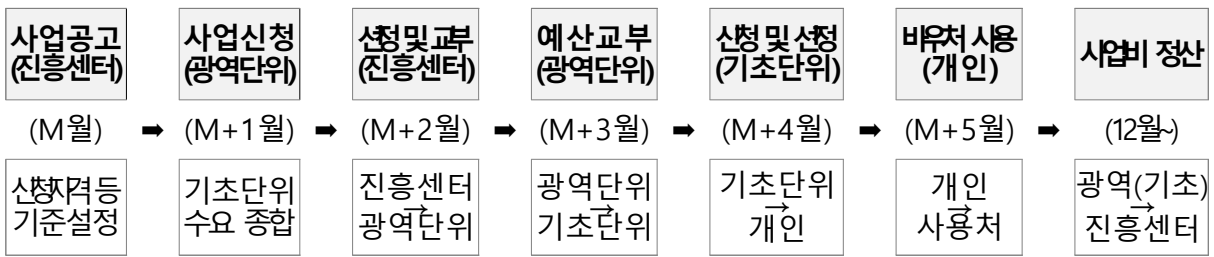 사업공고
(진흥센터)
사업신청
(광역단위)
선정및교부
(진흥센터)
예산교부
(광역단위)
신청 및 선정
(기초단위)
바우처 사용
(개인)
사업비 정산
(M월) ➡ (M+1월) ➡ (M+2월) ➡ (M+3월) ➡ (M+4월) ➡ (M+5월) ➡ (12월~)
신청자격등
기준설정
기초단위
수요 종합
진흥센터
→
광역단위
광역단위
→
기초단위
기초단위
→
개인
개인
→
사용처
광역(기초)
→
진흥센터